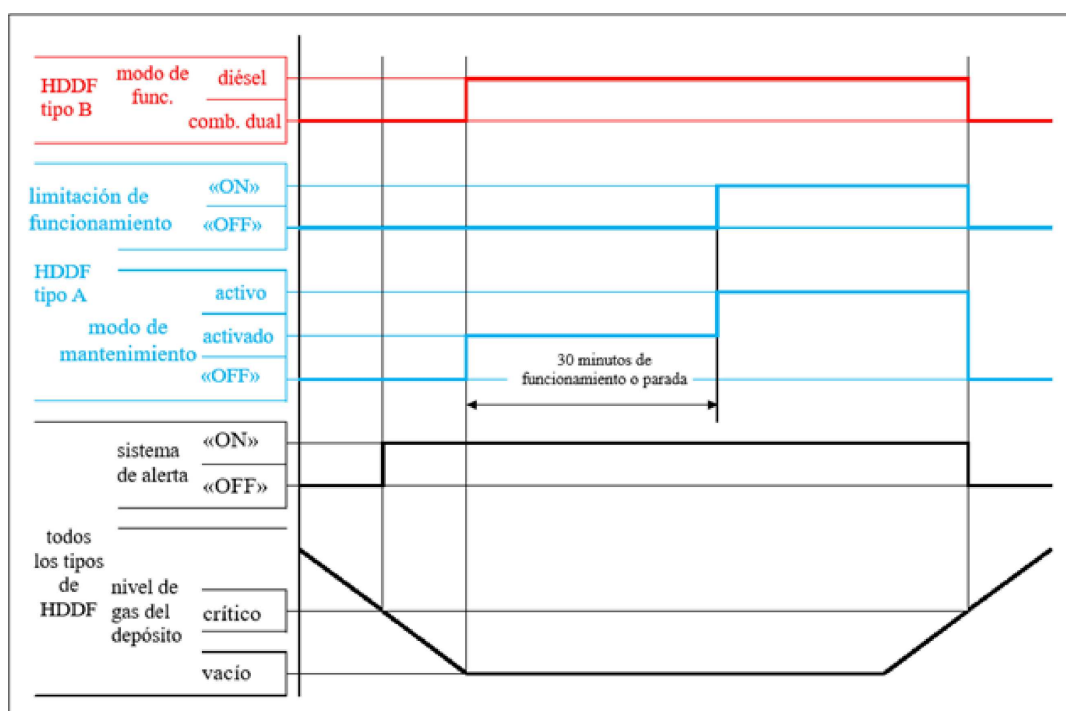 HDDF
tipo B
modo de
func.
diésel
comb. dual
limitación de
funcionamiento
«ON»
«OFF»
HDDF
tipo A
modo de
mantenimiento
activo
activado
«OFF»
30 minutos de
funcionamiento o parada
sistema
de alerta
«ON»
«OFF»
todos
los tipos
de
HDDF
nivel de
gas del
depósito
crítico
vacío